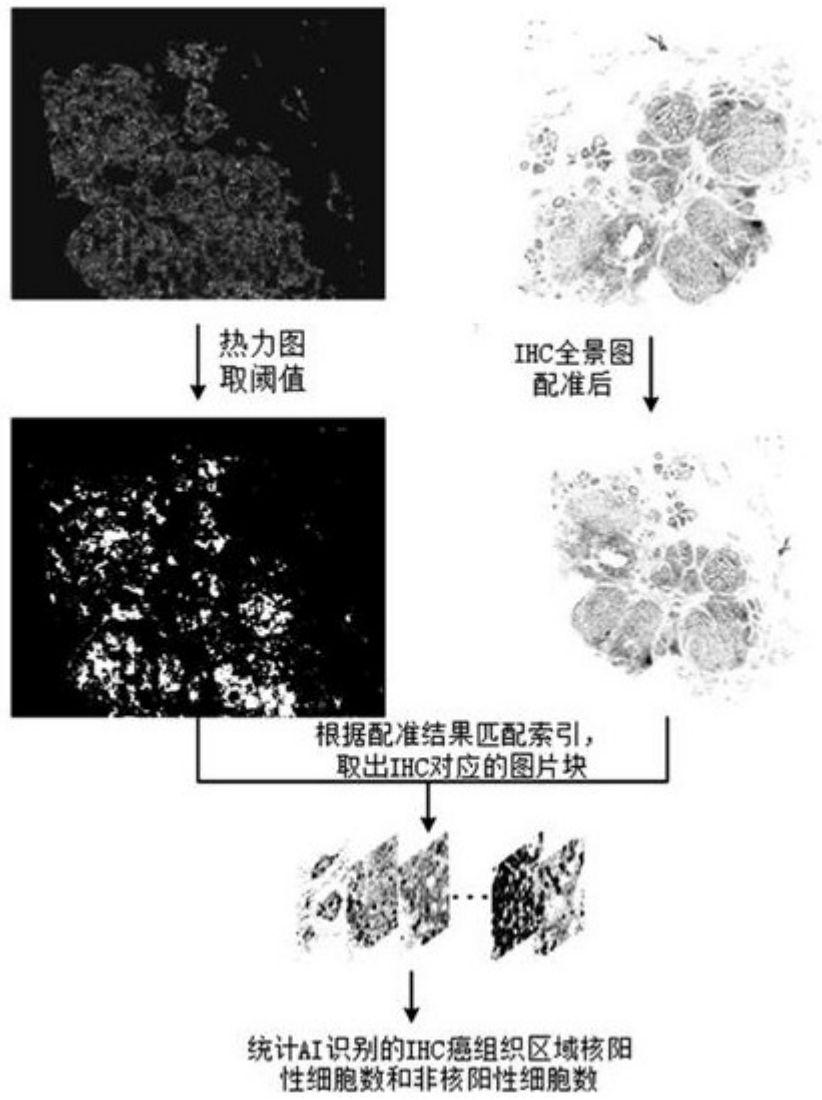 热力图
取阈值
IHC全景图
配准后
根据配准结果匹配索引，
取出IHC对应的图片块
统计AI识别的IHC癌组织区域核阳
性细胞数和非核阳性细胞数